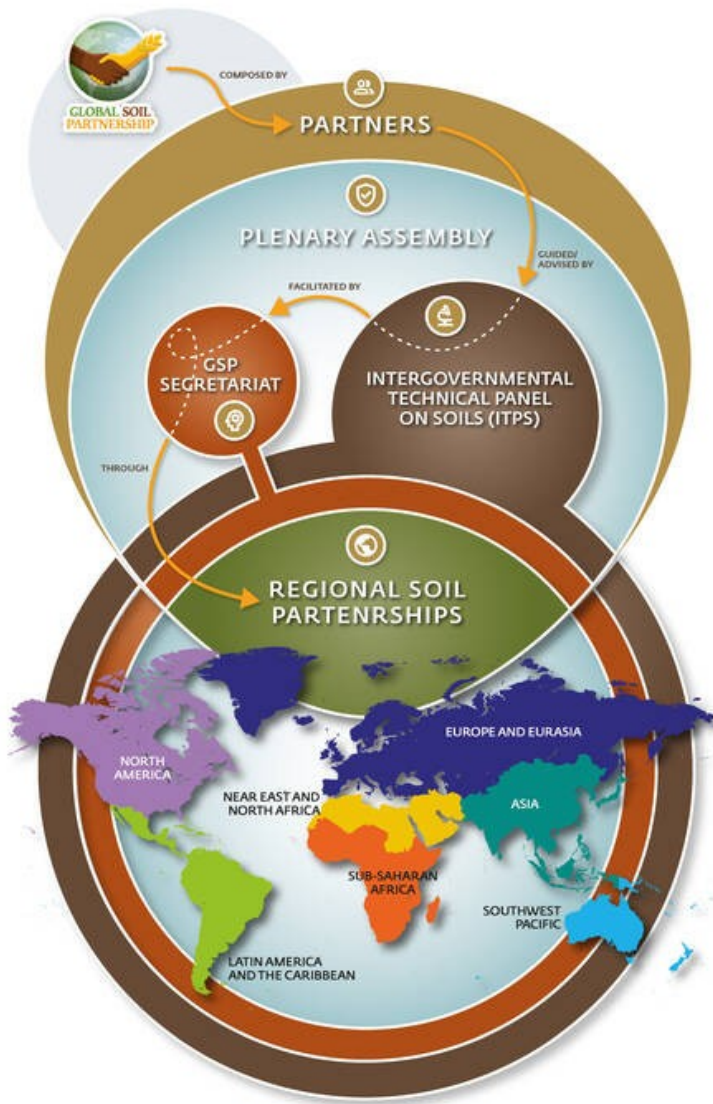 GLOBAL SOIL
PARTNERSHIP
COMPOSED BY
PARTNERS
PLENARY ASSEMBLY
GUIDED/
ADVISED BY
FACILITATED BY
GSP
SECRETARIAT
INTERGOVERNMENTAL
TECHNICAL PANEL
ON SOILS (ITPS)
THROUGH
REGIONAL SOIL
PARTENRSHIPS
EUROPE AND EURASIA
NORTH
AMERICA
NEAR EAST AND
NORTH AFRICA
ASIA
SUB-SAHARAN
AFRICA
SOUTHWEST
PACIFIC
LATIN AMERICA
AND THE CARIBBEAN